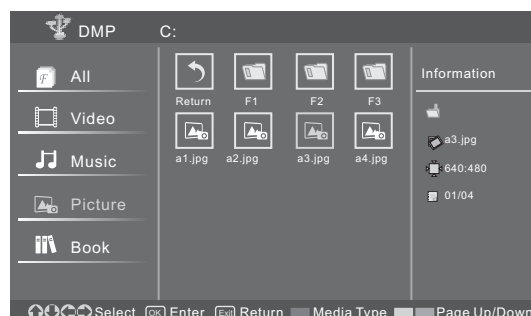 DMP C:
All
Video
Music
Picture
Book
Return F1 F2 F3
a1.jpg a2.jpg a3.jpg a4.jpg
Information
a3.jpg
640:480
01/04
Select OK Enter Exit Return Media Type Page Up/Dow